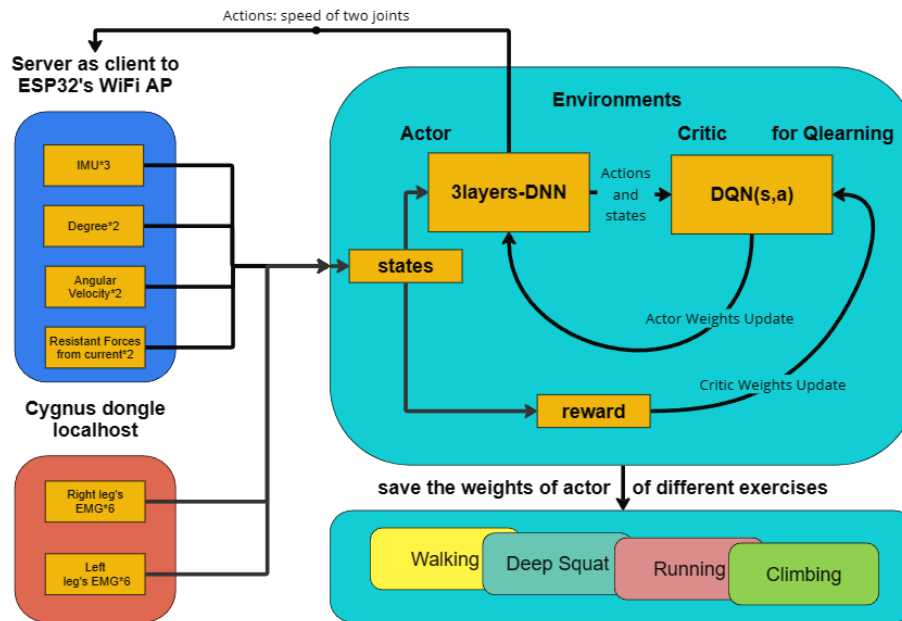 Actions: speed of two joints
Server as client to
ESP32's WiFi AP
IMU*3
Degree*2
Angular
Velocity*2
Resistant Forces
from current*2
Cygnus dongle
localhost
Right leg's
EMG*6
Left
leg's EMG*6
Environments
Actor
Critic
for Qlearning
3layers-DNN
Actions
and
states
DQN(s,a)
states
Actor Weights Update
Critic Weights Update
reward
save the weights of actor
of different exercises
Walking
Deep Squat
Running
Climbing